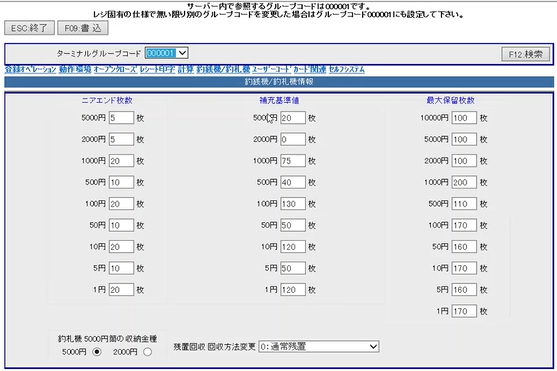 サーバー内で参照するグループコードは000001です。
レジ固有の仕様で無い限り別のグループコードを変更した場合はグループコード000001にも設定して下さい。
ESC:終了 F09:書込
ターミナルグループコード 000001 F12:検索
登録オペレーション 動作環境 オープンクローズ レシート印字 計算 釣銭機/釣札機 ユーザーコード カード関連 セルフシステム
釣銭機/釣札機情報
ニアエンド枚数 補充基準値 最大保留枚数
5000円 5 枚 5000円 20 枚 10000円 100 枚
2000円 5 枚 2000円 0 枚 5000円 100 枚
1000円 20 枚 1000円 75 枚 2000円 100 枚
500円 10 枚 500円 40 枚 1000円 200 枚
100円 20 枚 100円 130 枚 500円 110 枚
50円 10 枚 50円 50 枚 100円 170 枚
10円 20 枚 10円 120 枚 50円 160 枚
5円 10 枚 5円 50 枚 10円 170 枚
1円 20 枚 1円 120 枚 5円 160 枚
1円 170 枚
釣札機 5000円筒の収納金種
5000円 2000円
残置回収 回収方法変更 0:通常残置